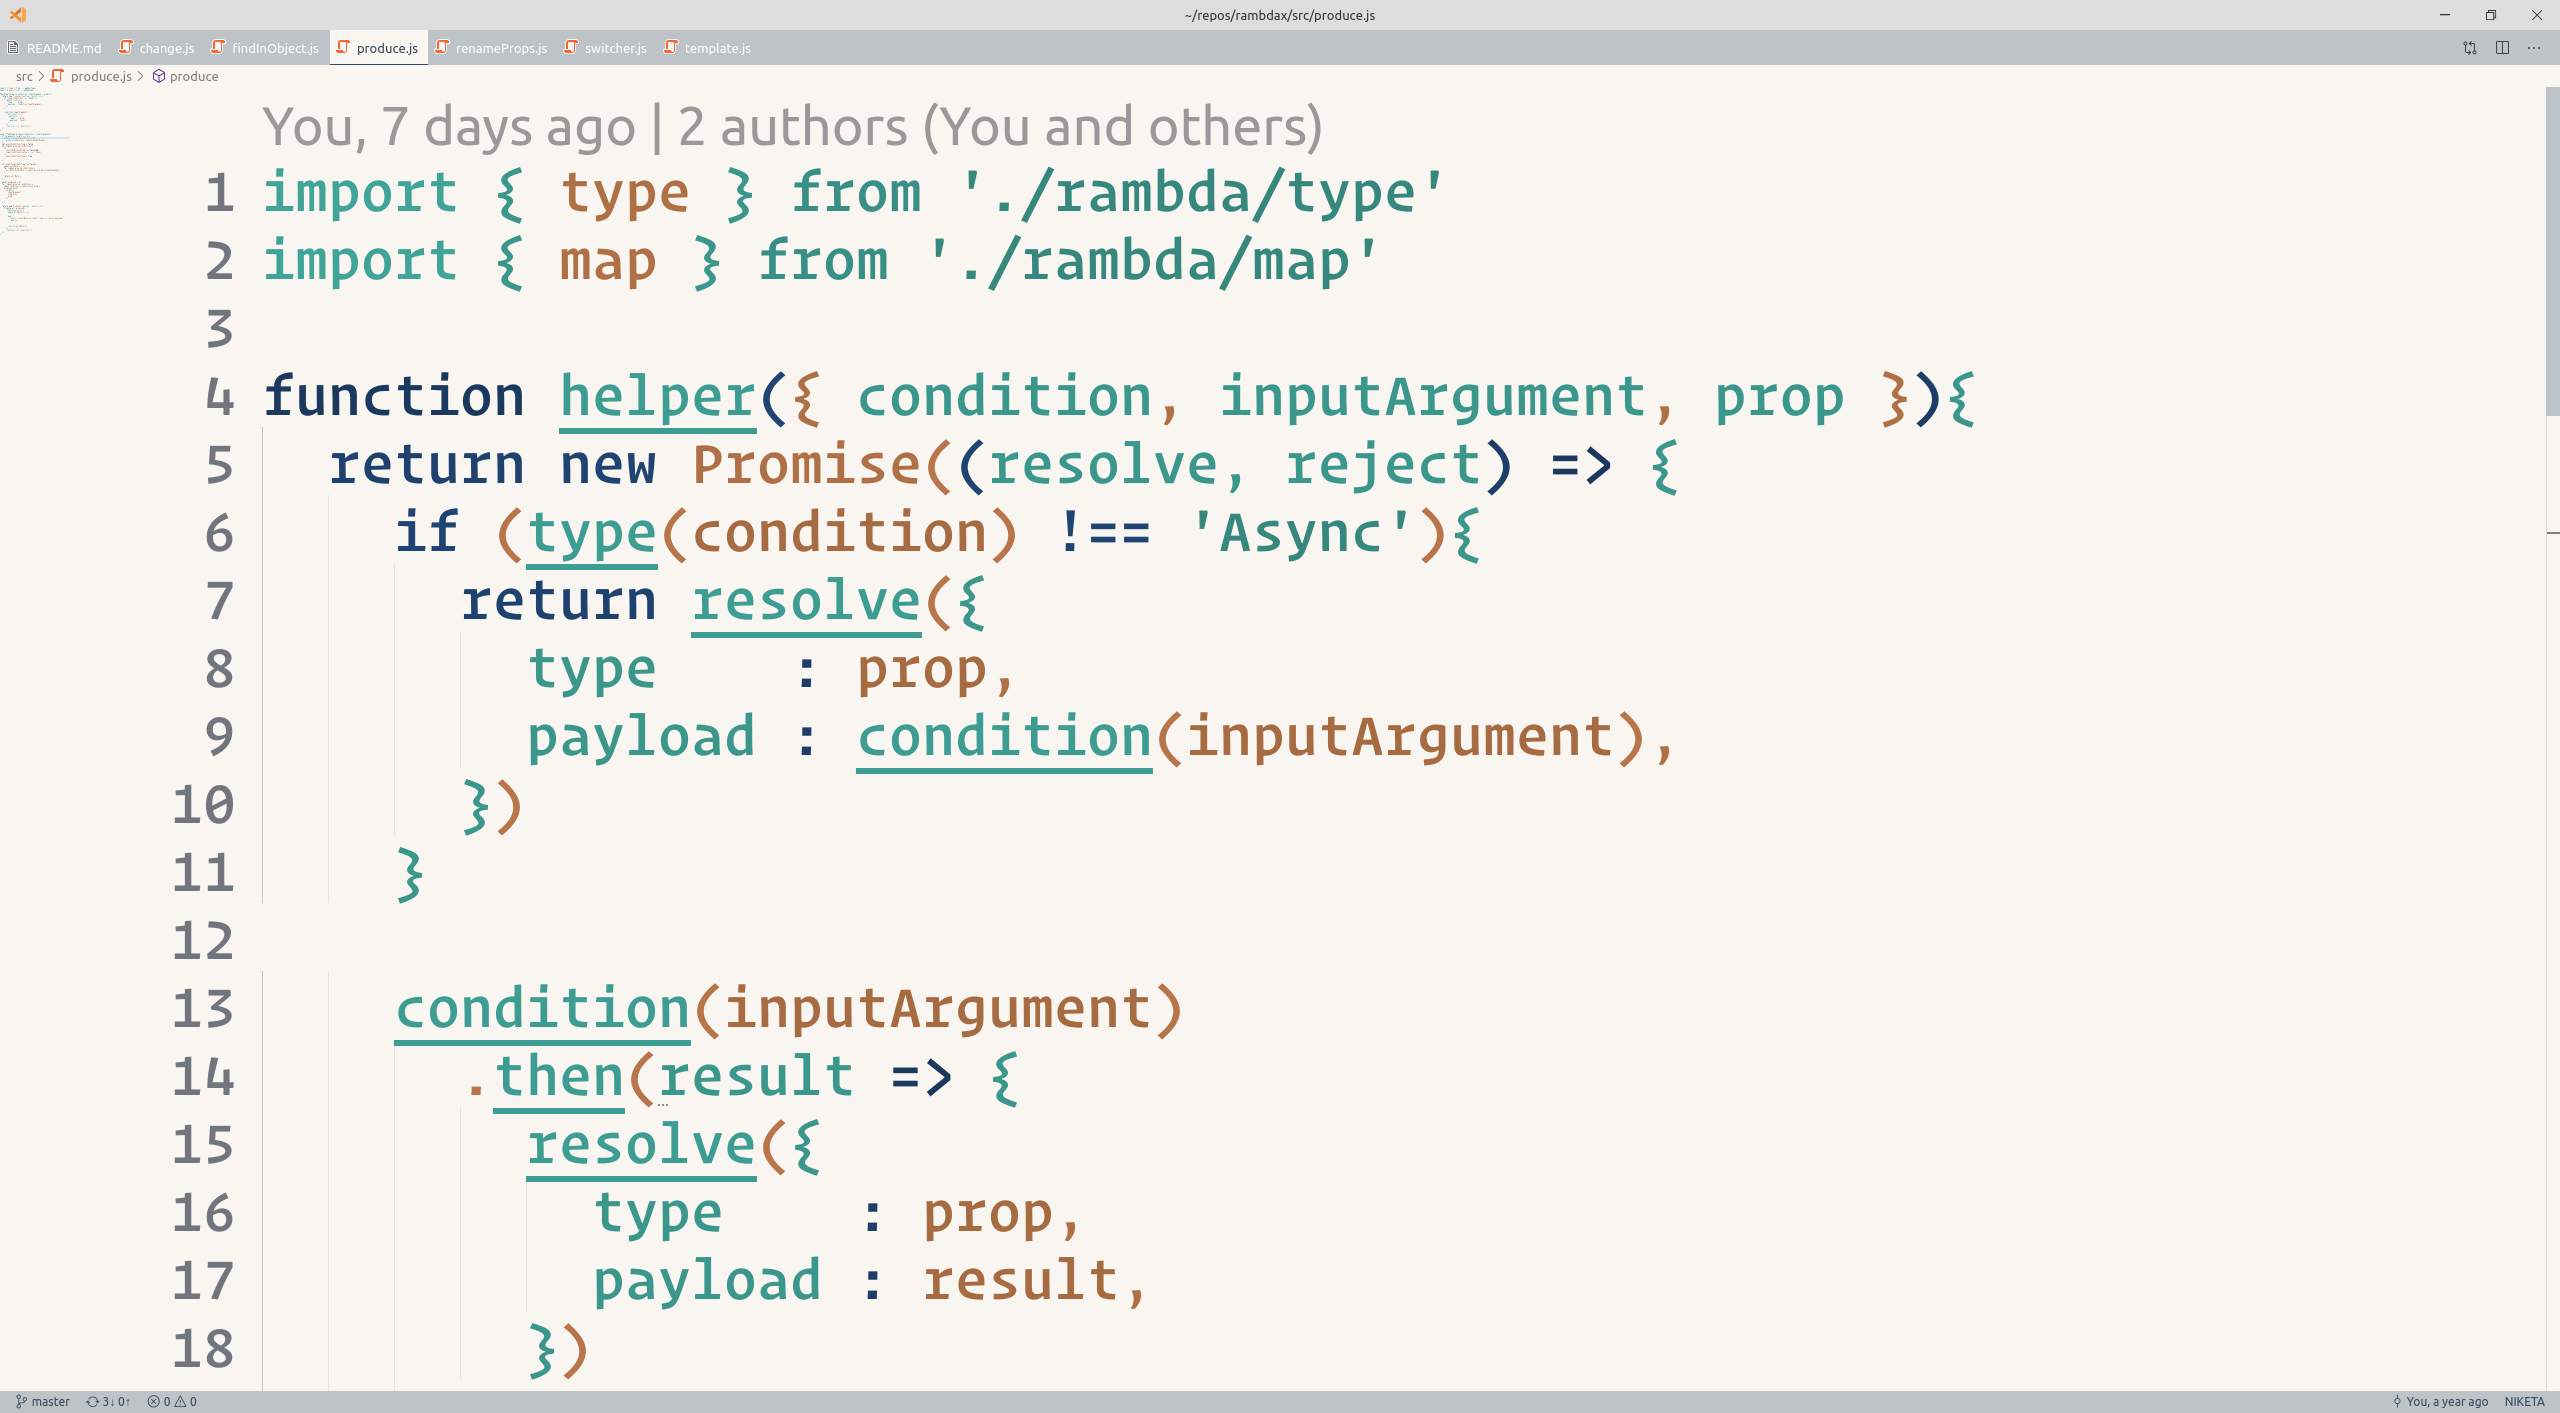 ~/repos/rambdax/src/produce.js
README.md change.js findInObject.js produce.js renameProps.js switcher.js template.js
src > produce.js > produce
You, 7 days ago | 2 authors (You and others)
1 import { type } from './rambda/type'
2 import { map } from './rambda/map'
3
4 function helper({ condition, inputArgument, prop }){
5   return new Promise((resolve, reject) => {
6     if (type(condition) !== 'Async'){
7       return resolve({
8         type    : prop,
9         payload : condition(inputArgument),
10       })
11     }
12
13     condition(inputArgument)
14       .then(result => {
15         resolve({
16           type    : prop,
17           payload : result,
18         })
master 3↓ 0↑ 0 0 You, a year ago NIKETA